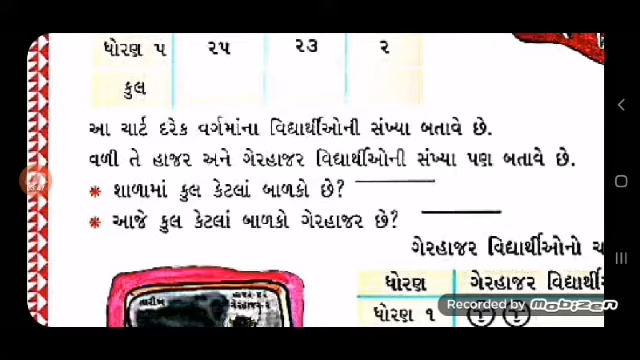 ધોરણ ૫ ૨૫ ૨૩ ૨
કુલ
આ ચાર્ટ દરેક વર્ગમાંના વિદ્યાર્થીઓની સંખ્યા બતાવે છે.
વળી તે હાજર અને ગેરહાજર વિદ્યાર્થીઓની સંખ્યા પણ બતાવે છે.
* શાળામાં કુલ કેટલાં બાળકો છે?
* આજે કુલ કેટલાં બાળકો ગેરહાજર છે?
ગેરહાજર વિદ્યાર્થીઓનો
ધોરણ ગેરહાજર
ધોરણ ૧
તારીખ
Recorded by mobizen